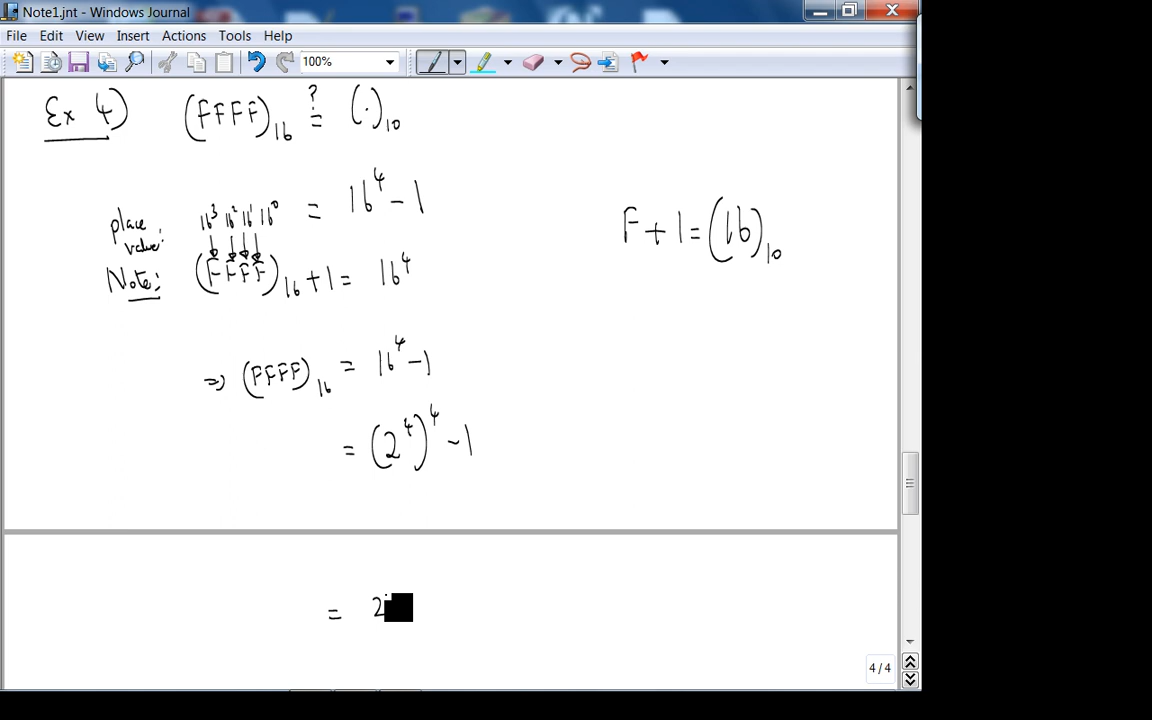 Note1.jnt - Windows Journal
File Edit View Insert Actions Tools Help
100%
Ex 4) (FFFF)₁₆ ?= (·)₁₀
place value: 16³ 16² 16¹ 16⁰ = 16⁴ - 1
F + 1 = (16)₁₀
Note: (FFFF)₁₆ + 1 = 16⁴
⇒ (FFFF)₁₆ = 16⁴ - 1
= (2⁴)⁴ - 1
= 2
4 / 4